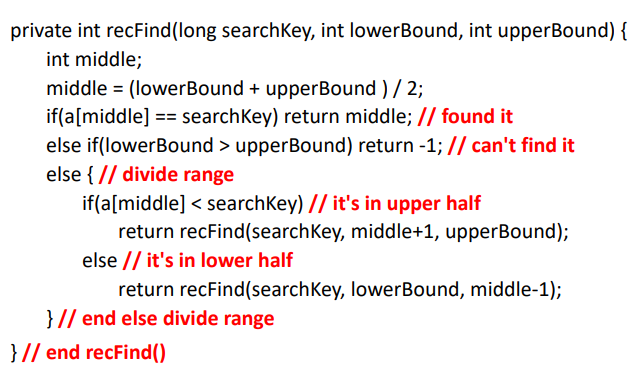 private int recFind(long searchKey, int lowerBound, int upperBound) {
int middle;
middle = (lowerBound + upperBound ) / 2;
if(a[middle] == searchKey) return middle; // found it
else if(lowerBound > upperBound) return -1; // can't find it
else { // divide range
if(a[middle] < searchKey) // it's in upper half
return recFind(searchKey, middle+1, upperBound);
else // it's in lower half
return recFind(searchKey, lowerBound, middle-1);
} // end else divide range
} // end recFind()